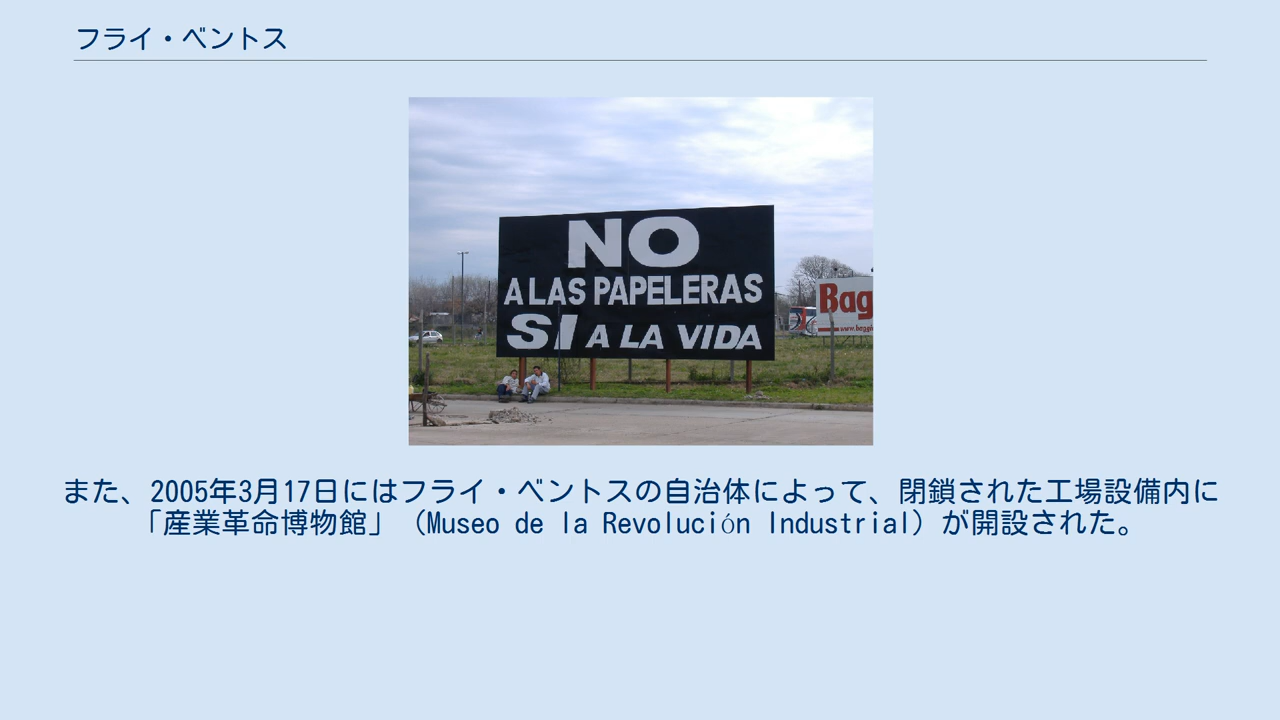 フライ・ベントス
NO
A LAS PAPELERAS
SI A LA VIDA
Bag
また、2005年3月17日にはフライ・ベントスの自治体によって、閉鎖された工場設備内に
「産業革命博物館」（Museo de la Revolución Industrial）が開設された。